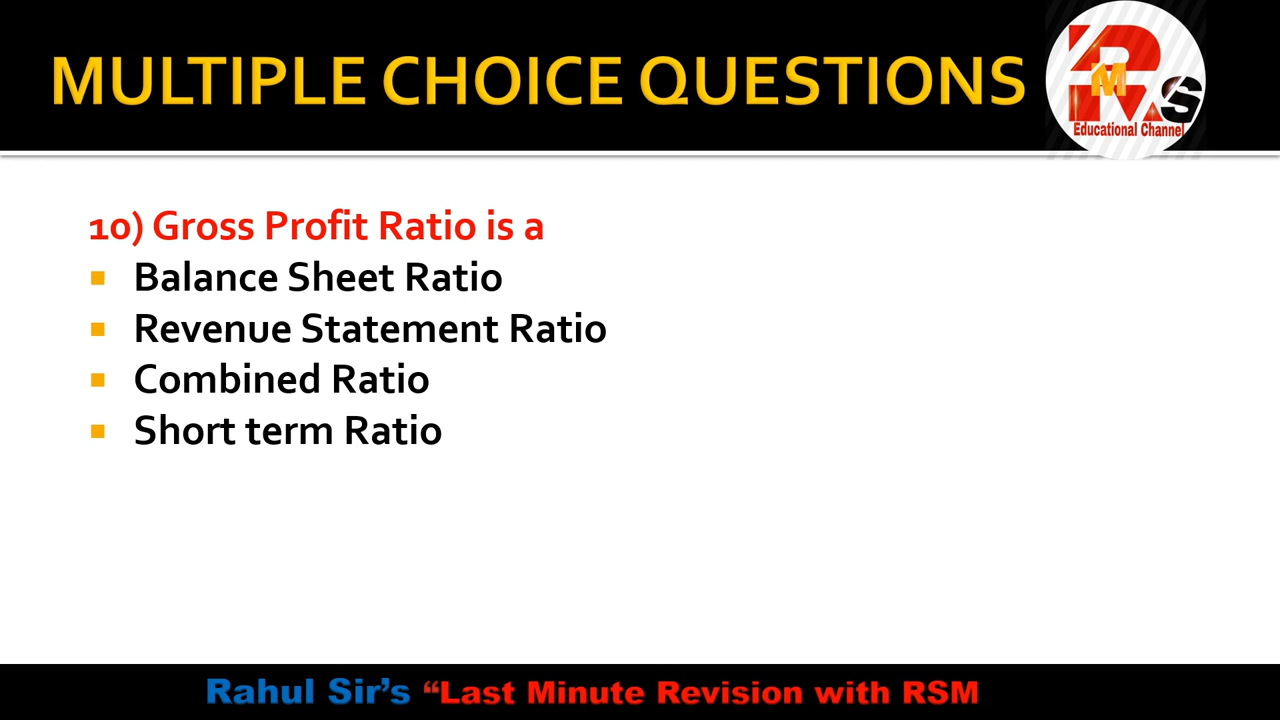 MULTIPLE CHOICE QUESTIONS
RMS
Educational Channel
10) Gross Profit Ratio is a
Balance Sheet Ratio
Revenue Statement Ratio
Combined Ratio
Short term Ratio
Rahul Sir's “Last Minute Revision with RSM